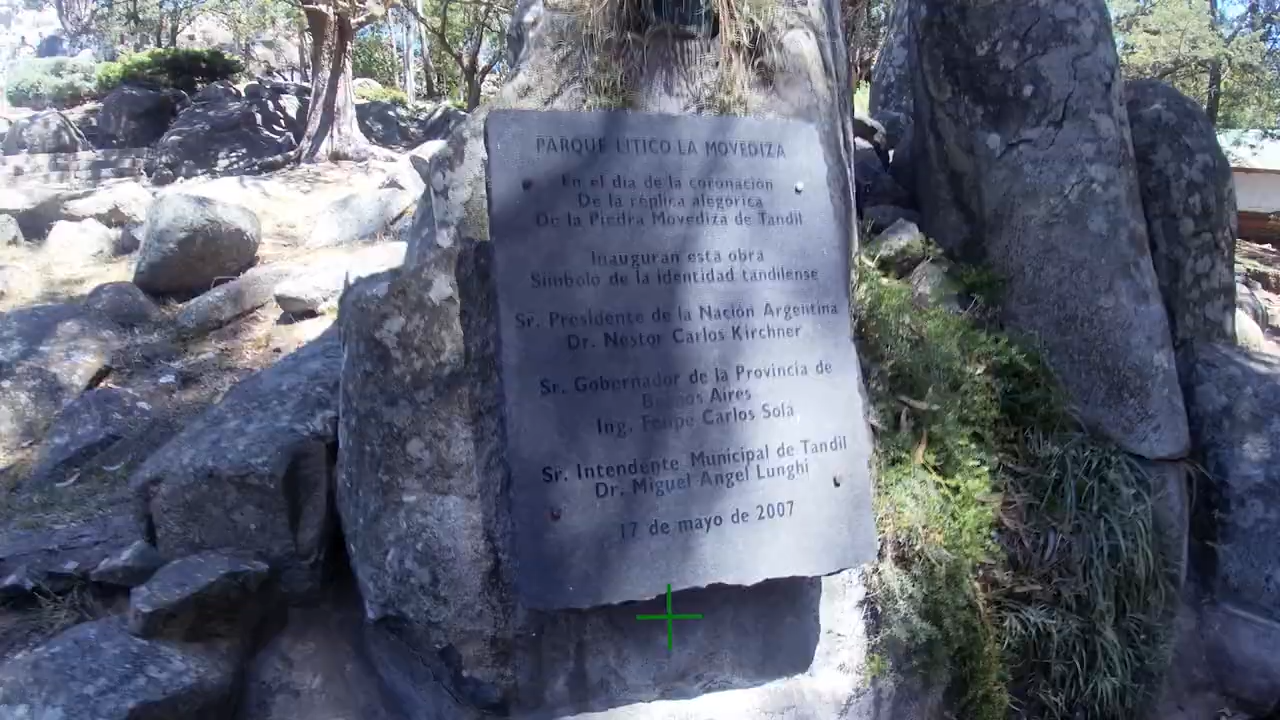 PARQUE LITICO LA MOVEDIZA
En el día de la coronación
De la réplica alegórica
De la Piedra Movediza de Tandil
Inauguran esta obra
Símbolo de la identidad tandilense
Sr. Presidente de la Nación Argentina
Dr. Néstor Carlos Kirchner
Sr. Gobernador de la Provincia de
Buenos Aires
Ing. Felipe Carlos Solá
Sr. Intendente Municipal de Tandil
Dr. Miguel Angel Lunghi
17 de mayo de 2007